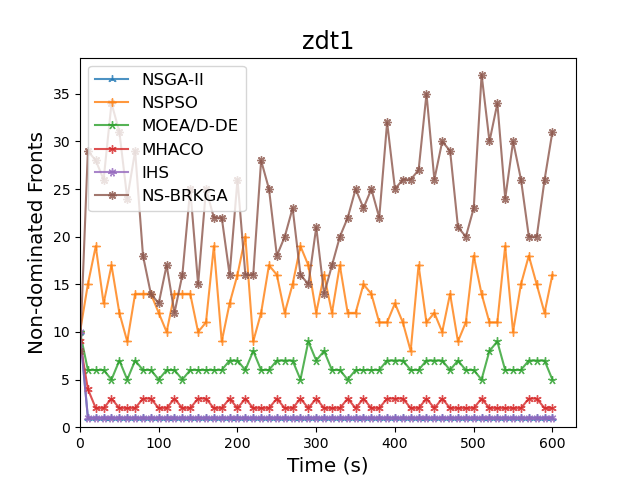 zdt1
NSGA-II
NSPSO
MOEA/D-DE
MHACO
IHS
NS-BRKGA
Non-dominated Fronts
35
30
25
20
15
10
5
0
0 100 200 300 400 500 600
Time (s)